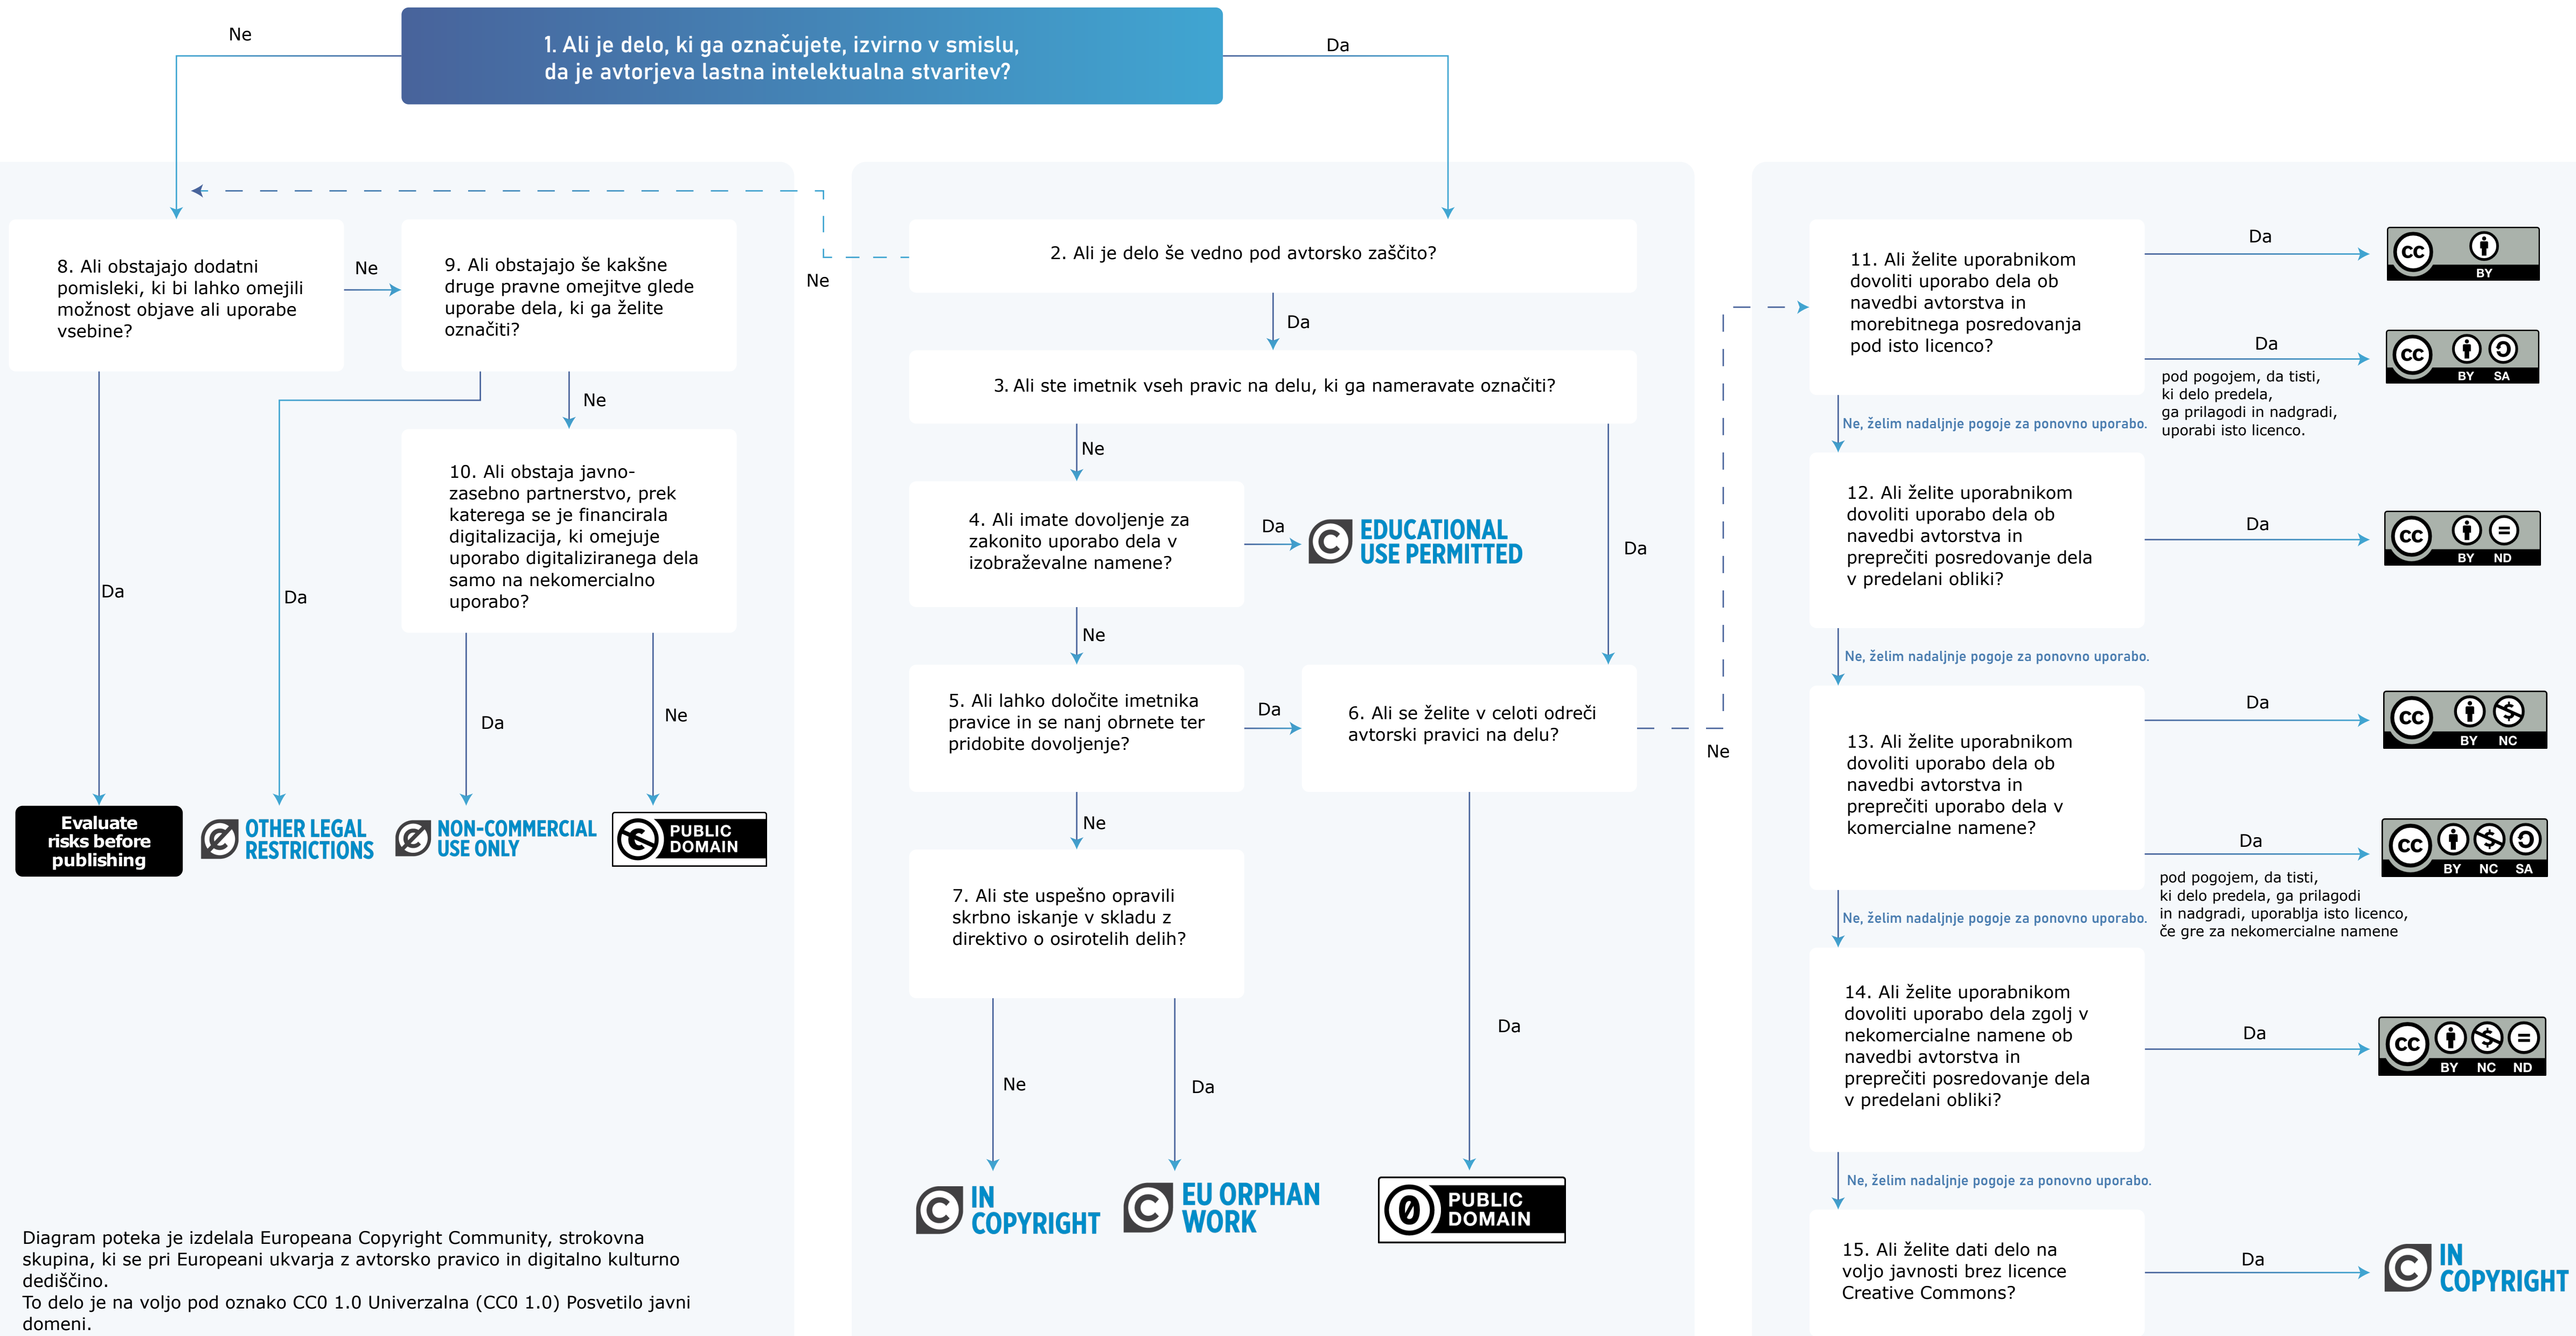 1. Ali je delo, ki ga označujete, izvirno v smislu,
da je avtorjeva lastna intelektualna stvaritev?
Ne
Da
8. Ali obstajajo dodatni
pomisleki, ki bi lahko omejili
možnost objave ali uporabe
vsebine?
Ne
9. Ali obstajajo še kakšne
druge pravne omejitve glede
uporabe dela, ki ga želite
označiti?
Ne
10. Ali obstaja javno-
zasebno partnerstvo, prek
katerega se je financirala
digitalizacija, ki omejuje
uporabo digitaliziranega dela
samo na nekomercialno
uporabo?
Da
Da
Da
Ne
Evaluate
risks before
publishing
OTHER LEGAL
RESTRICTIONS
NON-COMMERCIAL
USE ONLY
PUBLIC
DOMAIN
Diagram poteka je izdelala Europeana Copyright Community, strokovna
skupina, ki se pri Europeani ukvarja z avtorsko pravico in digitalno kulturno
dediščino.
To delo je na voljo pod oznako CC0 1.0 Univerzalna (CC0 1.0) Posvetilo javni
domeni.
2. Ali je delo še vedno pod avtorsko zaščito?
Ne
Da
3. Ali ste imetnik vseh pravic na delu, ki ga nameravate označiti?
Ne
Da
4. Ali imate dovoljenje za
zakonito uporabo dela v
izobraževalne namene?
Da
C EDUCATIONAL
USE PERMITTED
Ne
5. Ali lahko določite imetnika
pravice in se nanj obrnete ter
pridobite dovoljenje?
Da
6. Ali se želite v celoti odreči
avtorski pravici na delu?
Ne
Ne
7. Ali ste uspešno opravili
skrbno iskanje v skladu z
direktivo o osirotelih delih?
Ne
Da
Da
C IN
COPYRIGHT
C EU ORPHAN
WORK
0 PUBLIC
DOMAIN
11. Ali želite uporabnikom
dovoliti uporabo dela ob
navedbi avtorstva in
morebitnega posredovanja
pod isto licenco?
Da
cc
BY
Da
cc
BY SA
pod pogojem, da tisti,
ki delo predela,
ga prilagodi in nadgradi,
uporabi isto licenco.
Ne, želim nadaljnje pogoje za ponovno uporabo.
12. Ali želite uporabnikom
dovoliti uporabo dela ob
navedbi avtorstva in
preprečiti posredovanje dela
v predelani obliki?
Da
cc =
BY ND
Ne, želim nadaljnje pogoje za ponovno uporabo.
13. Ali želite uporabnikom
dovoliti uporabo dela ob
navedbi avtorstva in
preprečiti uporabo dela v
komercialne namene?
Da
cc $
BY NC
Da
cc $
BY NC SA
pod pogojem, da tisti,
ki delo predela, ga prilagodi
in nadgradi, uporablja isto licenco,
če gre za nekomercialne namene
Ne, želim nadaljnje pogoje za ponovno uporabo.
14. Ali želite uporabnikom
dovoliti uporabo dela zgolj v
nekomercialne namene ob
navedbi avtorstva in
preprečiti posredovanje dela
v predelani obliki?
Da
cc $ =
BY NC ND
Ne, želim nadaljnje pogoje za ponovno uporabo.
15. Ali želite dati delo na
voljo javnosti brez licence
Creative Commons?
Da
C IN
COPYRIGHT